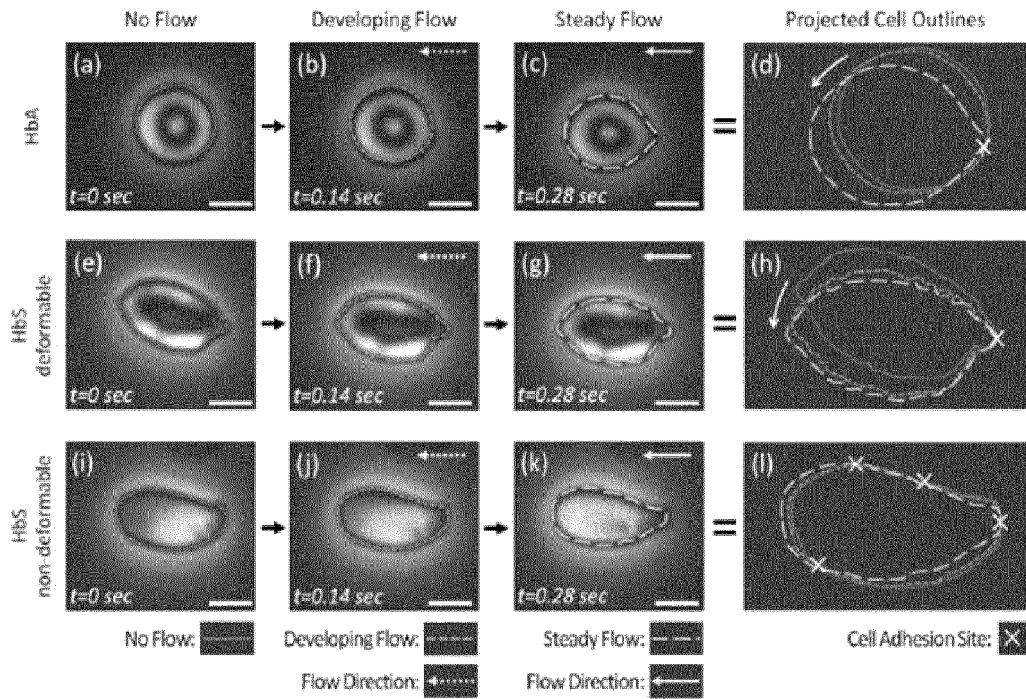 No Flow
Developing Flow
Steady Flow
Projected Cell Outlines
HbA
(a)
t=0 sec
(b)
t=0.14 sec
(c)
t=0.28 sec
=
(d)
HbS
deformable
(e)
t=0 sec
(f)
t=0.14 sec
(g)
t=0.28 sec
=
(h)
HbS
non-deformable
(i)
t=0 sec
(j)
t=0.14 sec
(k)
t=0.28 sec
=
(l)
No Flow:
Developing Flow:
Steady Flow:
Cell Adhesion Site:
Flow Direction:
Flow Direction: